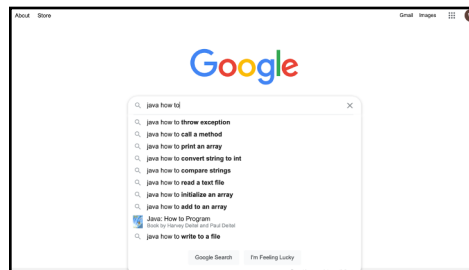 About Store Gmail Images
Google
java how to
java how to throw exception
java how to call a method
java how to print an array
java how to convert string to int
java how to compare strings
java how to read a text file
java how to initialize an array
java how to add to an array
Java: How to Program
Book by Harvey Deitel and Paul Deitel
java how to write to a file
Google Search I'm Feeling Lucky